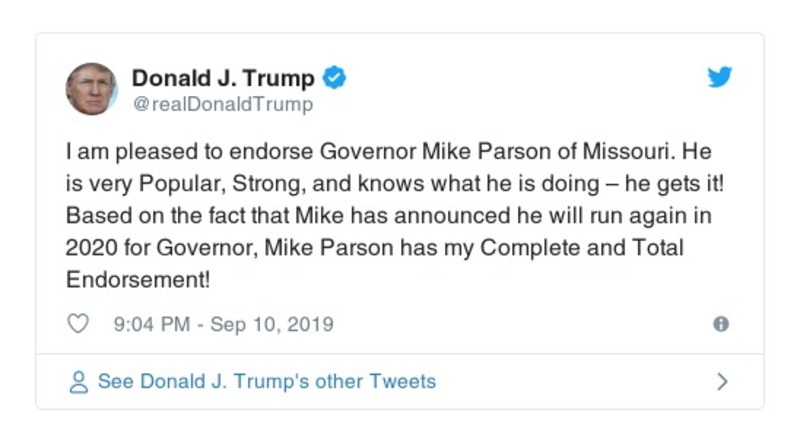 Donald J. Trump
@realDonaldTrump
I am pleased to endorse Governor Mike Parson of Missouri. He
is very Popular, Strong, and knows what he is doing – he gets it!
Based on the fact that Mike has announced he will run again in
2020 for Governor, Mike Parson has my Complete and Total
Endorsement!
9:04 PM - Sep 10, 2019
See Donald J. Trump's other Tweets